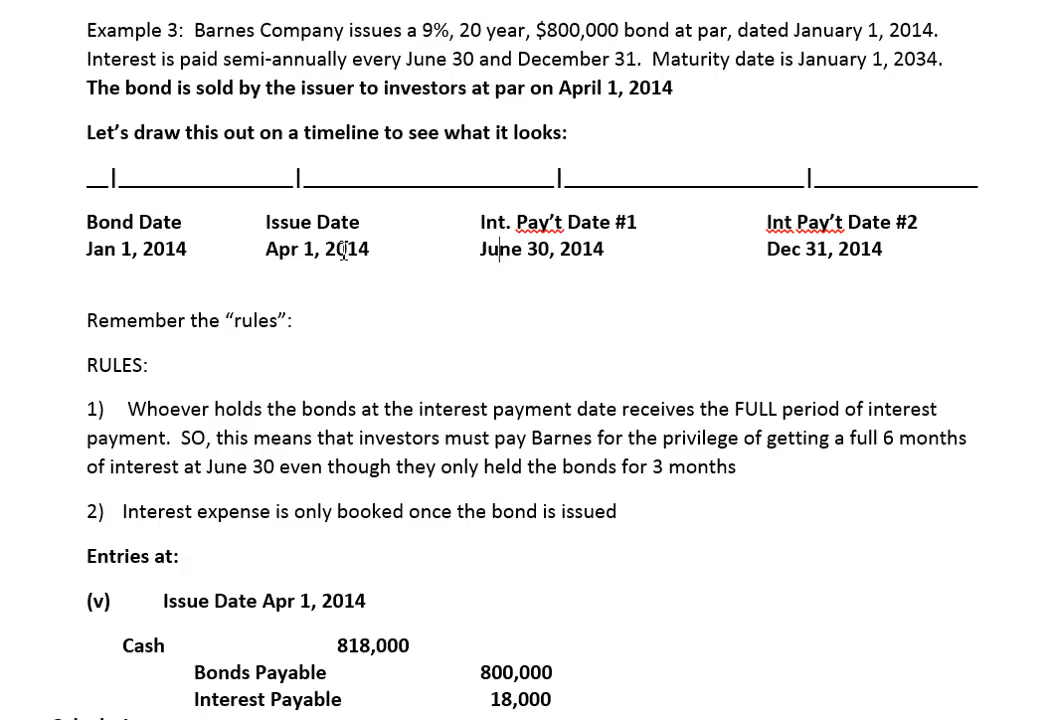 Example 3: Barnes Company issues a 9%, 20 year, $800,000 bond at par, dated January 1, 2014.
Interest is paid semi-annually every June 30 and December 31. Maturity date is January 1, 2034.
The bond is sold by the issuer to investors at par on April 1, 2014
Let's draw this out on a timeline to see what it looks:
Bond Date Issue Date Int. Pay't Date #1 Int Pay't Date #2
Jan 1, 2014 Apr 1, 2014 June 30, 2014 Dec 31, 2014
Remember the "rules":
RULES:
1) Whoever holds the bonds at the interest payment date receives the FULL period of interest
payment. SO, this means that investors must pay Barnes for the privilege of getting a full 6 months
of interest at June 30 even though they only held the bonds for 3 months
2) Interest expense is only booked once the bond is issued
Entries at:
(v) Issue Date Apr 1, 2014
Cash 818,000
Bonds Payable 800,000
Interest Payable 18,000